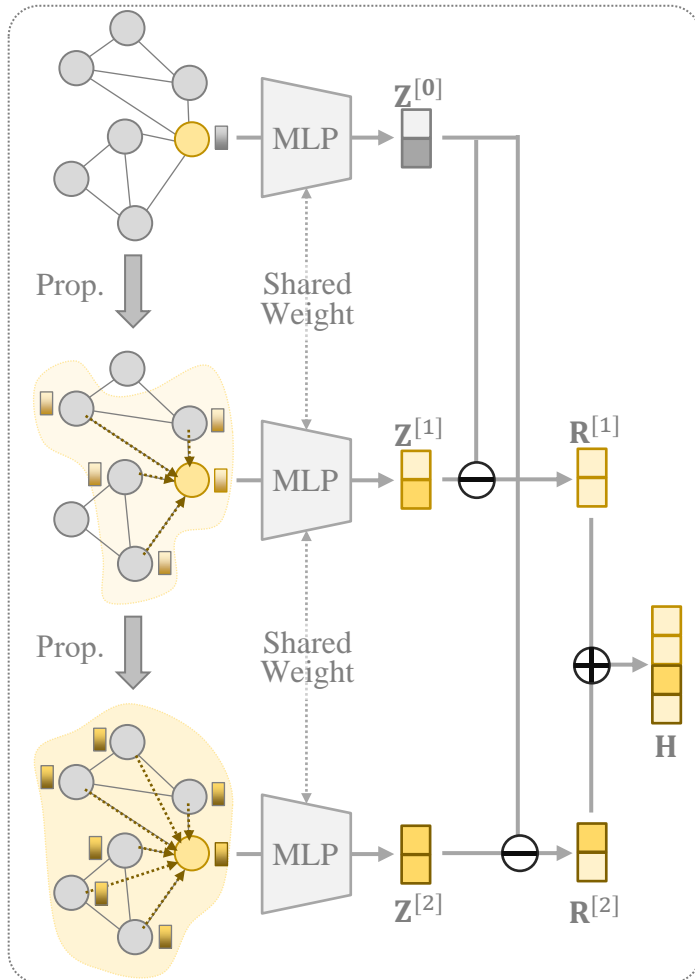 Z^[0]
MLP
Prop.
Shared
Weight
Z^[1]
R^[1]
MLP
Prop.
Shared
Weight
H
MLP
Z^[2]
R^[2]